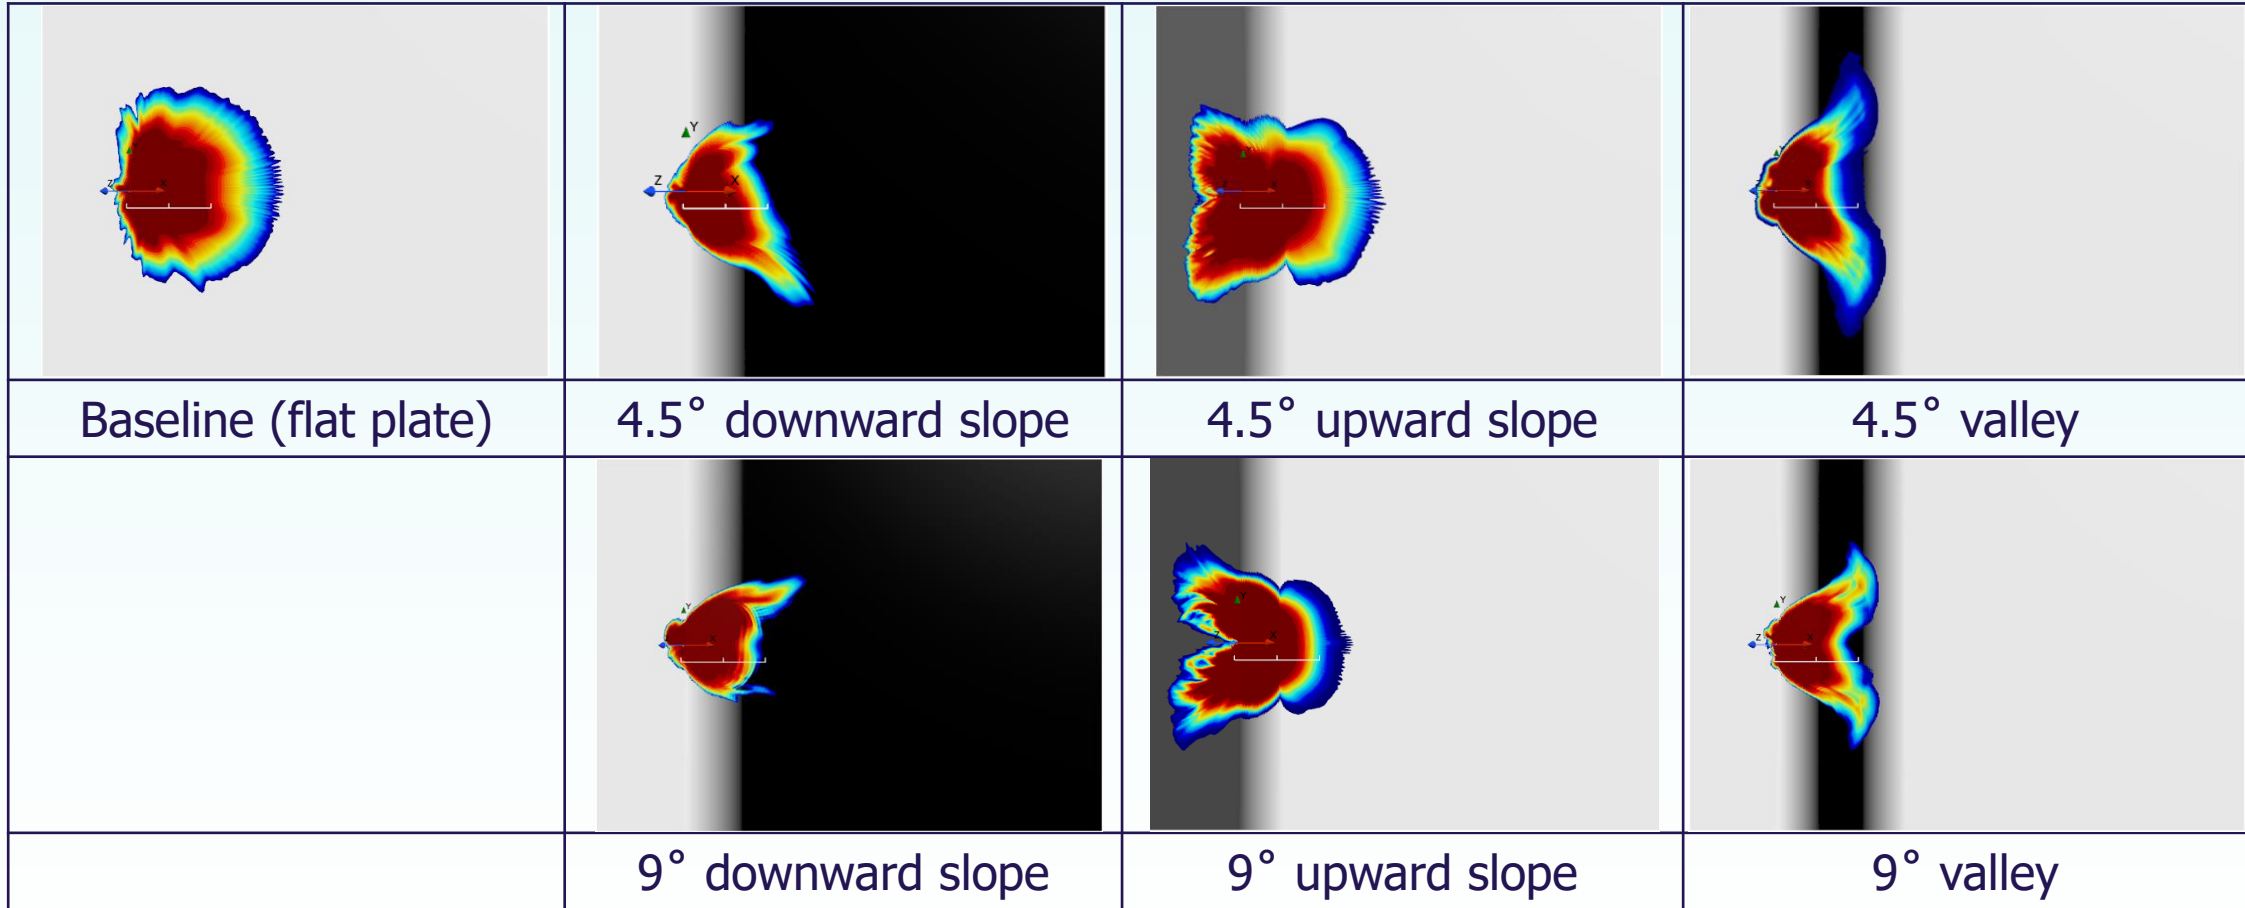 Y
Z
X
Y
Z
X
Y
Z
X
Z
X
Baseline (flat plate)
4.5° downward slope
4.5° upward slope
4.5° valley
Y
X
Y
Z
X
Y
Z
X
9° downward slope
9° upward slope
9° valley